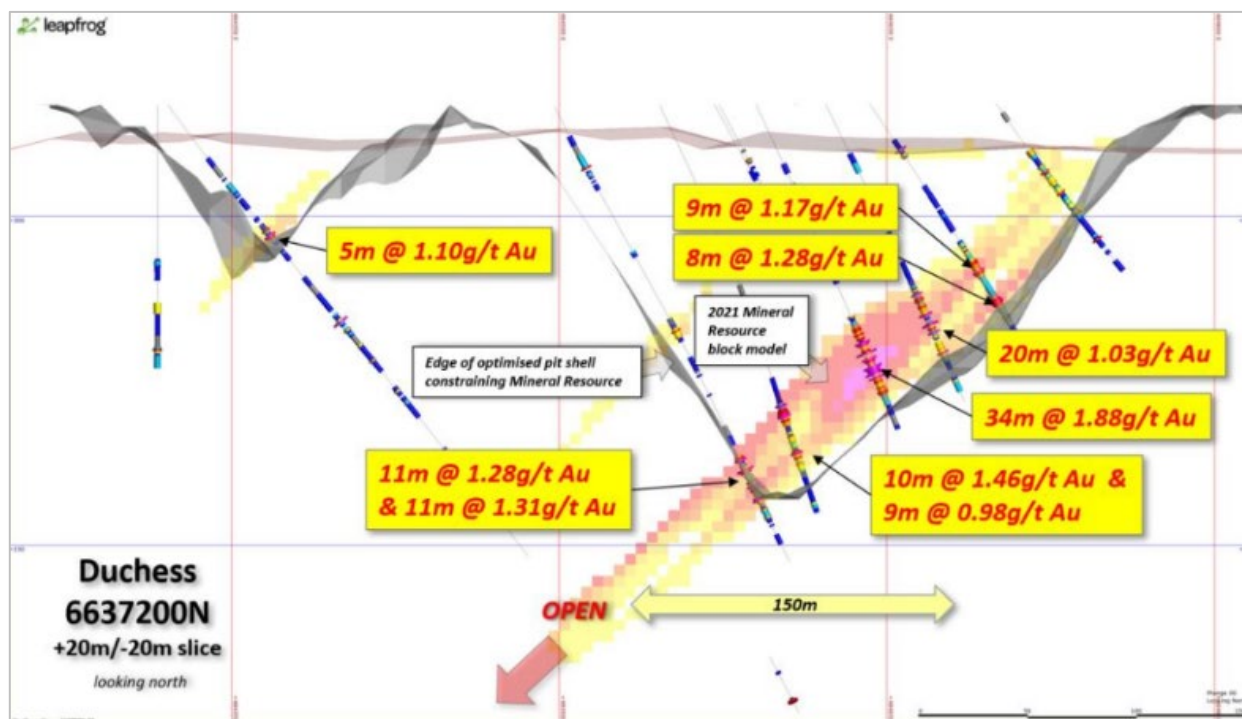 leapfrog
9m @ 1.17g/t Au
5m @ 1.10g/t Au
8m @ 1.28g/t Au
2021 Mineral
Resource
block model
Edge of optimised pit shell
constraining Mineral Resource
20m @ 1.03g/t Au
34m @ 1.88g/t Au
11m @ 1.28g/t Au
& 11m @ 1.31g/t Au
10m @ 1.46g/t Au &
9m @ 0.98g/t Au
Duchess
6637200N
+20m/-20m slice
looking north
OPEN
150m